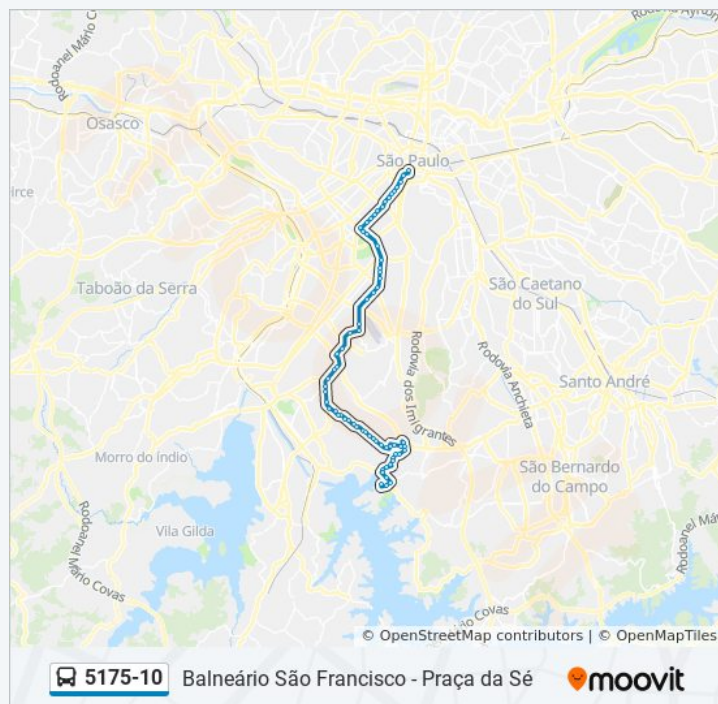 Rodoanel Mário Covas
Rodovia Ayrton
Osasco
São Paulo
Taboão da Serra
São Caetano
do Sul
Rodovia dos Imigrantes
Rodovia Anchieta
Santo André
Morro do Índio
São Bernardo
do Campo
Vila Gilda
Rodoanel Mário Covas
© OpenStreetMap contributors | © OpenMapTiles
5175-10
Balneário São Francisco - Praça da Sé
moovit